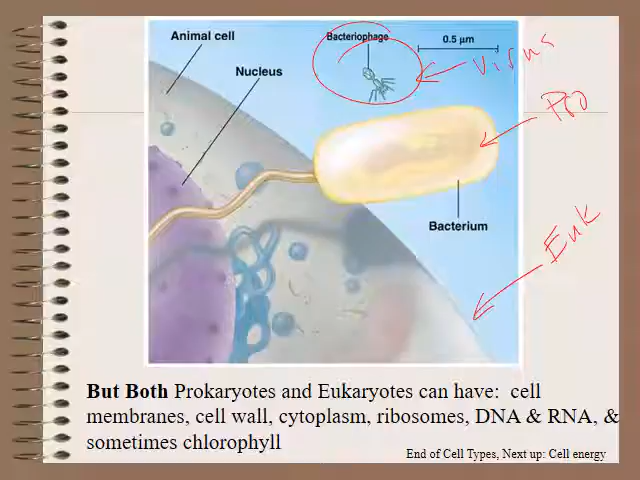 Animal cell
Bacteriophage
0.5 µm
Virus
Nucleus
Pro
Bacterium
Euk
But Both Prokaryotes and Eukaryotes can have: cell
membranes, cell wall, cytoplasm, ribosomes, DNA & RNA, &
sometimes chlorophyll
End of Cell Types, Next up: Cell energy